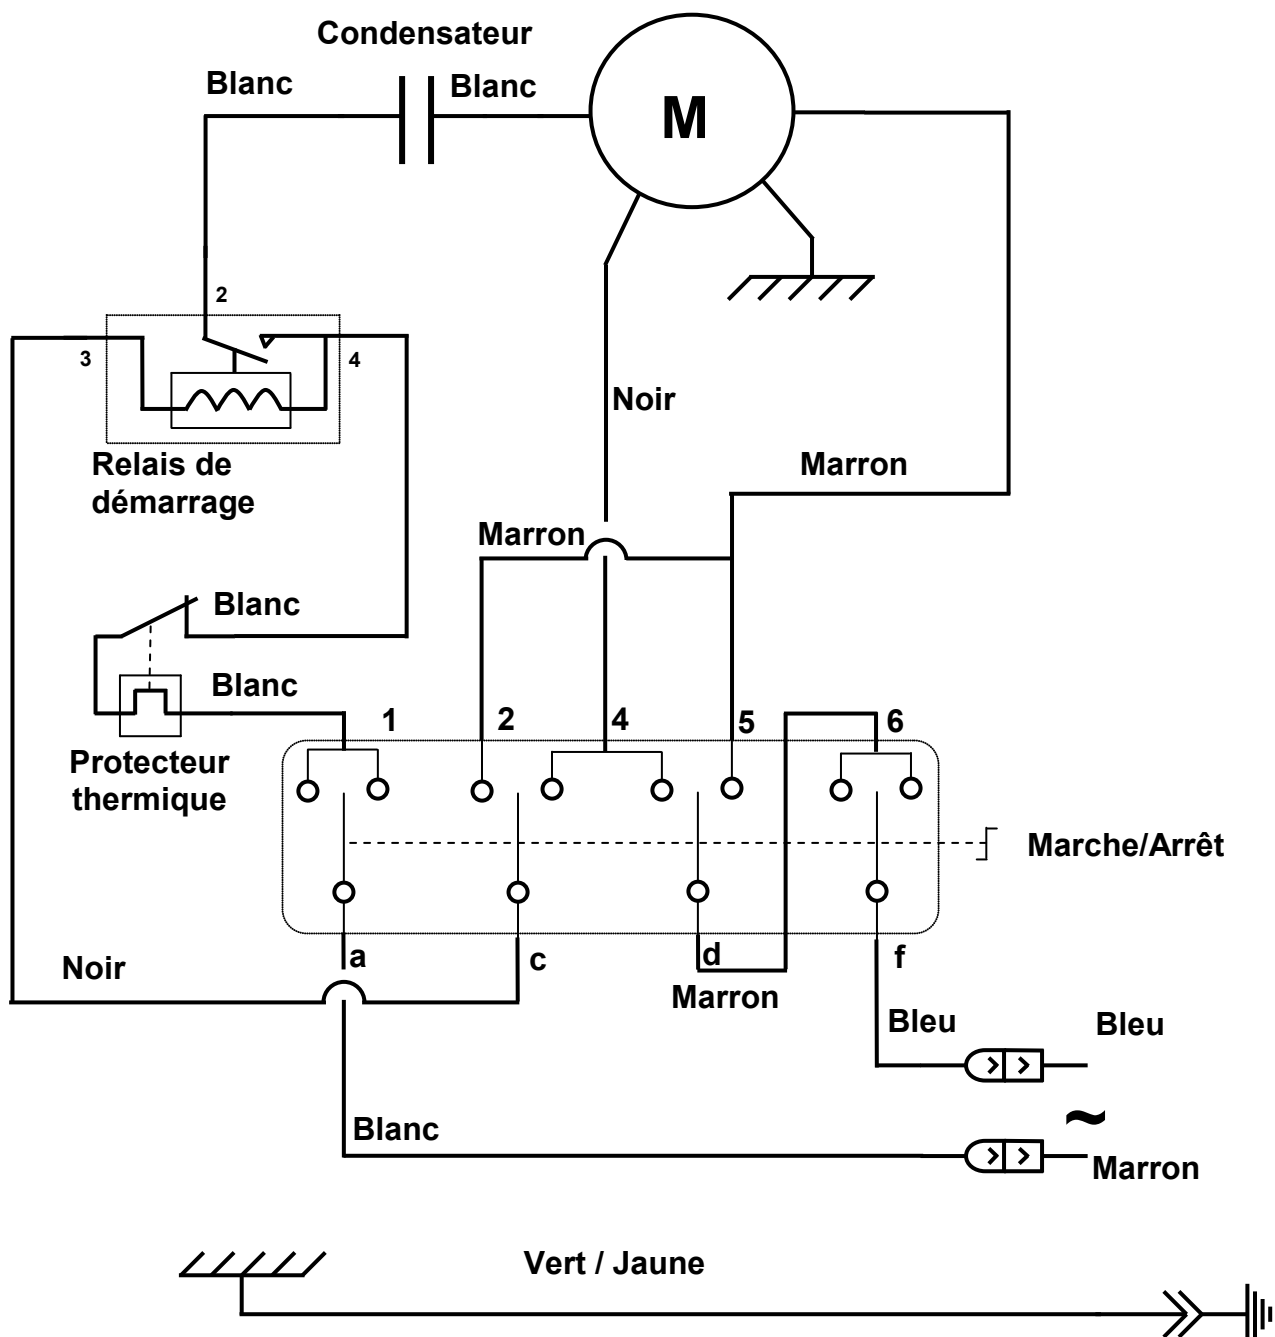 Condensateur
Blanc
Blanc
M
2
3
4
Noir
Relais de
démarrage
Marron
Marron
Blanc
Blanc
1
2
4
5
6
Protecteur
thermique
Marche/Arrêt
a
c
d
f
Noir
Marron
Bleu
Bleu
~
Blanc
Marron
Vert / Jaune